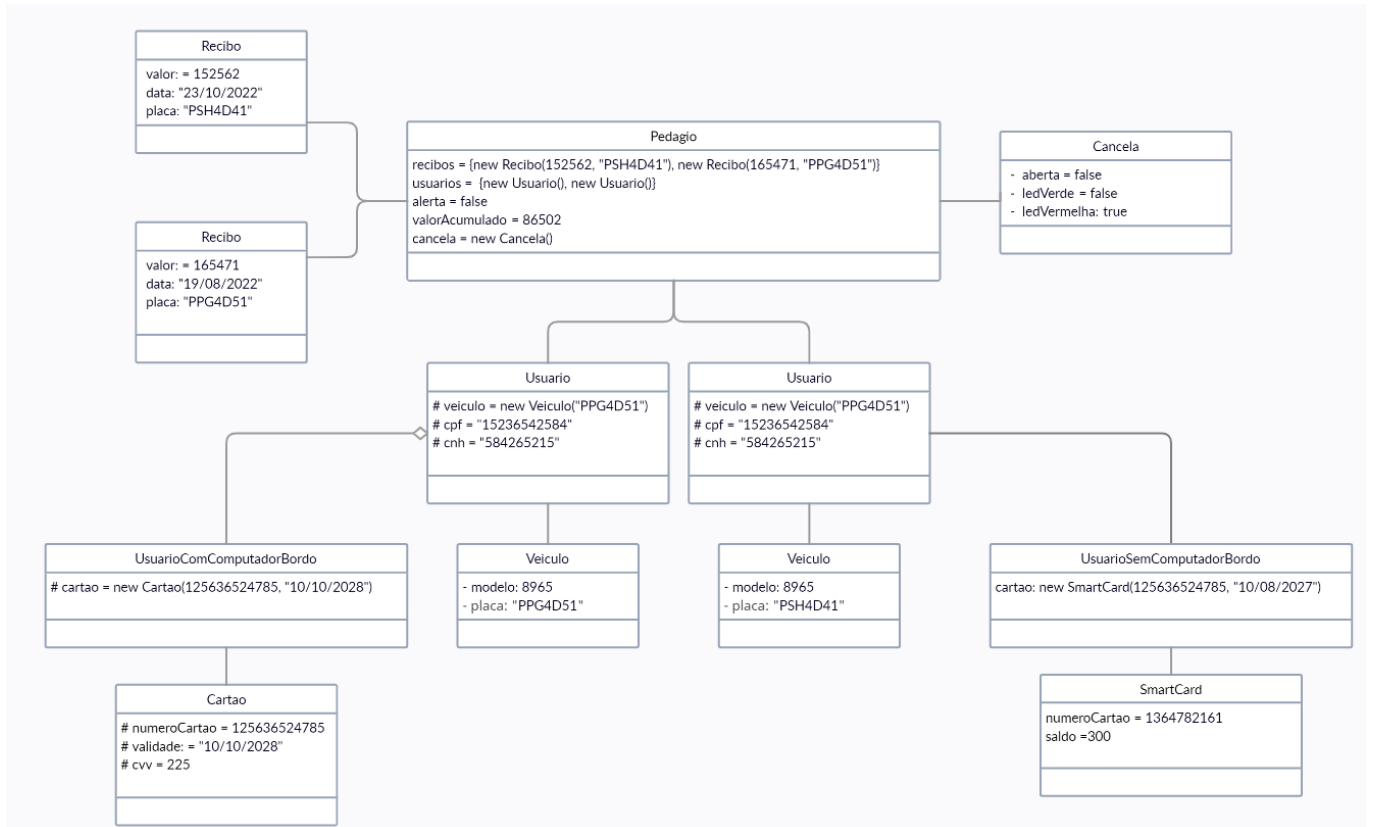 Recibo
valor: = 152562
data: "23/10/2022"
placa: "PSH4D41"
Pedagio
recibos = {new Recibo(152562, "PSH4D41"), new Recibo(165471, "PPG4D51")}
usuarios =  {new Usuario(), new Usuario()}
alerta = false
valorAcumulado = 86502
cancela = new Cancela()
Cancela
- aberta = false
- ledVerde = false
- ledVermelha: true
Recibo
valor: = 165471
data: "19/08/2022"
placa: "PPG4D51"
Usuario
# veiculo = new Veiculo("PPG4D51")
# cpf = "15236542584"
# cnh = "584265215"
Usuario
# veiculo = new Veiculo("PPG4D51")
# cpf = "15236542584"
# cnh = "584265215"
UsuarioComComputadorBordo
# cartao = new Cartao(125636524785, "10/10/2028")
Veiculo
- modelo: 8965
- placa: "PPG4D51"
Veiculo
- modelo: 8965
- placa: "PSH4D41"
UsuarioSemComputadorBordo
cartao: new SmartCard(125636524785, "10/08/2027")
Cartao
# numeroCartao = 125636524785
# validade: = "10/10/2028"
# cvv = 225
SmartCard
numeroCartao = 1364782161
saldo =300